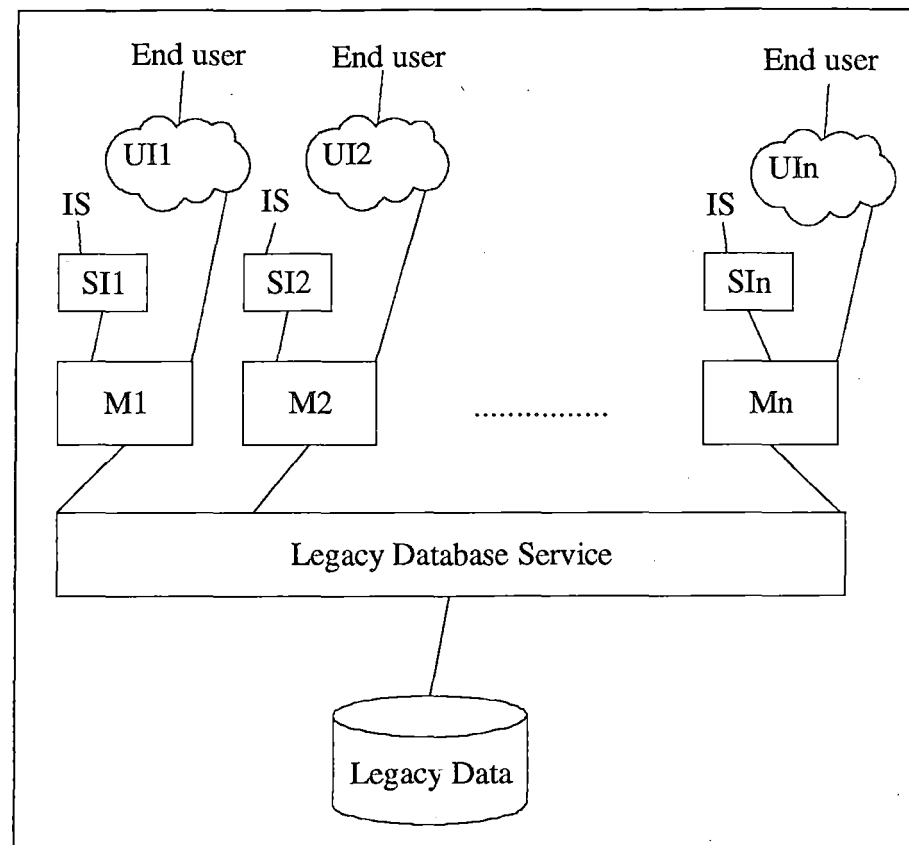 End user End user End user
UI1 UI2 UIn
IS IS IS
SI1 SI2 SIn
M1 M2 ................ Mn
Legacy Database Service
Legacy Data